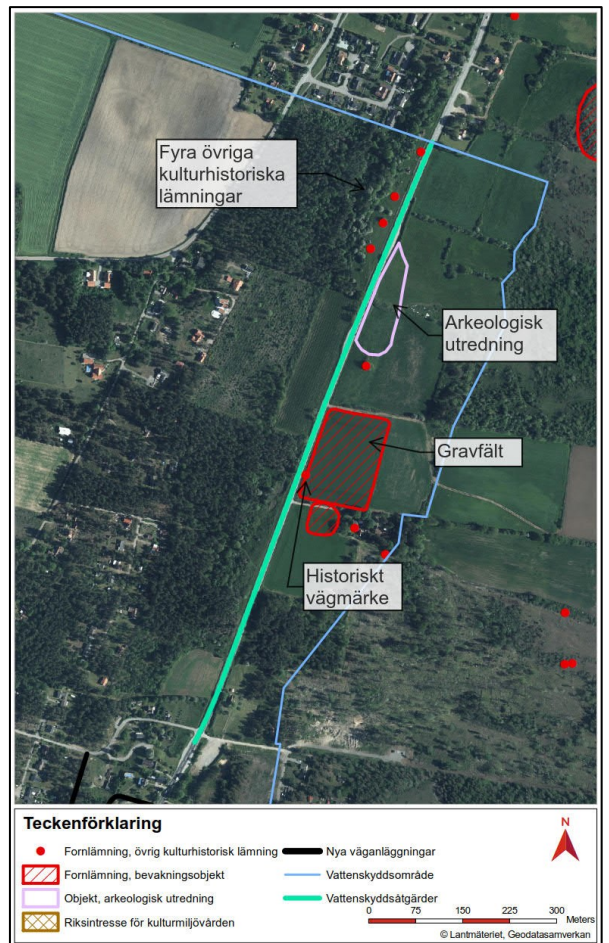 Fyra övriga
kulturhistoriska
lämningar
Arkeologisk
utredning
Gravfält
Historiskt
vägmärke
Teckenförklaring
Fornlämning, övrig kulturhistorisk lämning
Fornlämning, bevakningsobjekt
Objekt, arkeologisk utredning
Riksintresse för kulturmiljövården
Nya väganläggningar
Vattenskyddsområde
Vattenskyddsåtgärder
N
0 75 150 225 300
Meters
© Lantmäteriet, Geodatasamverkan